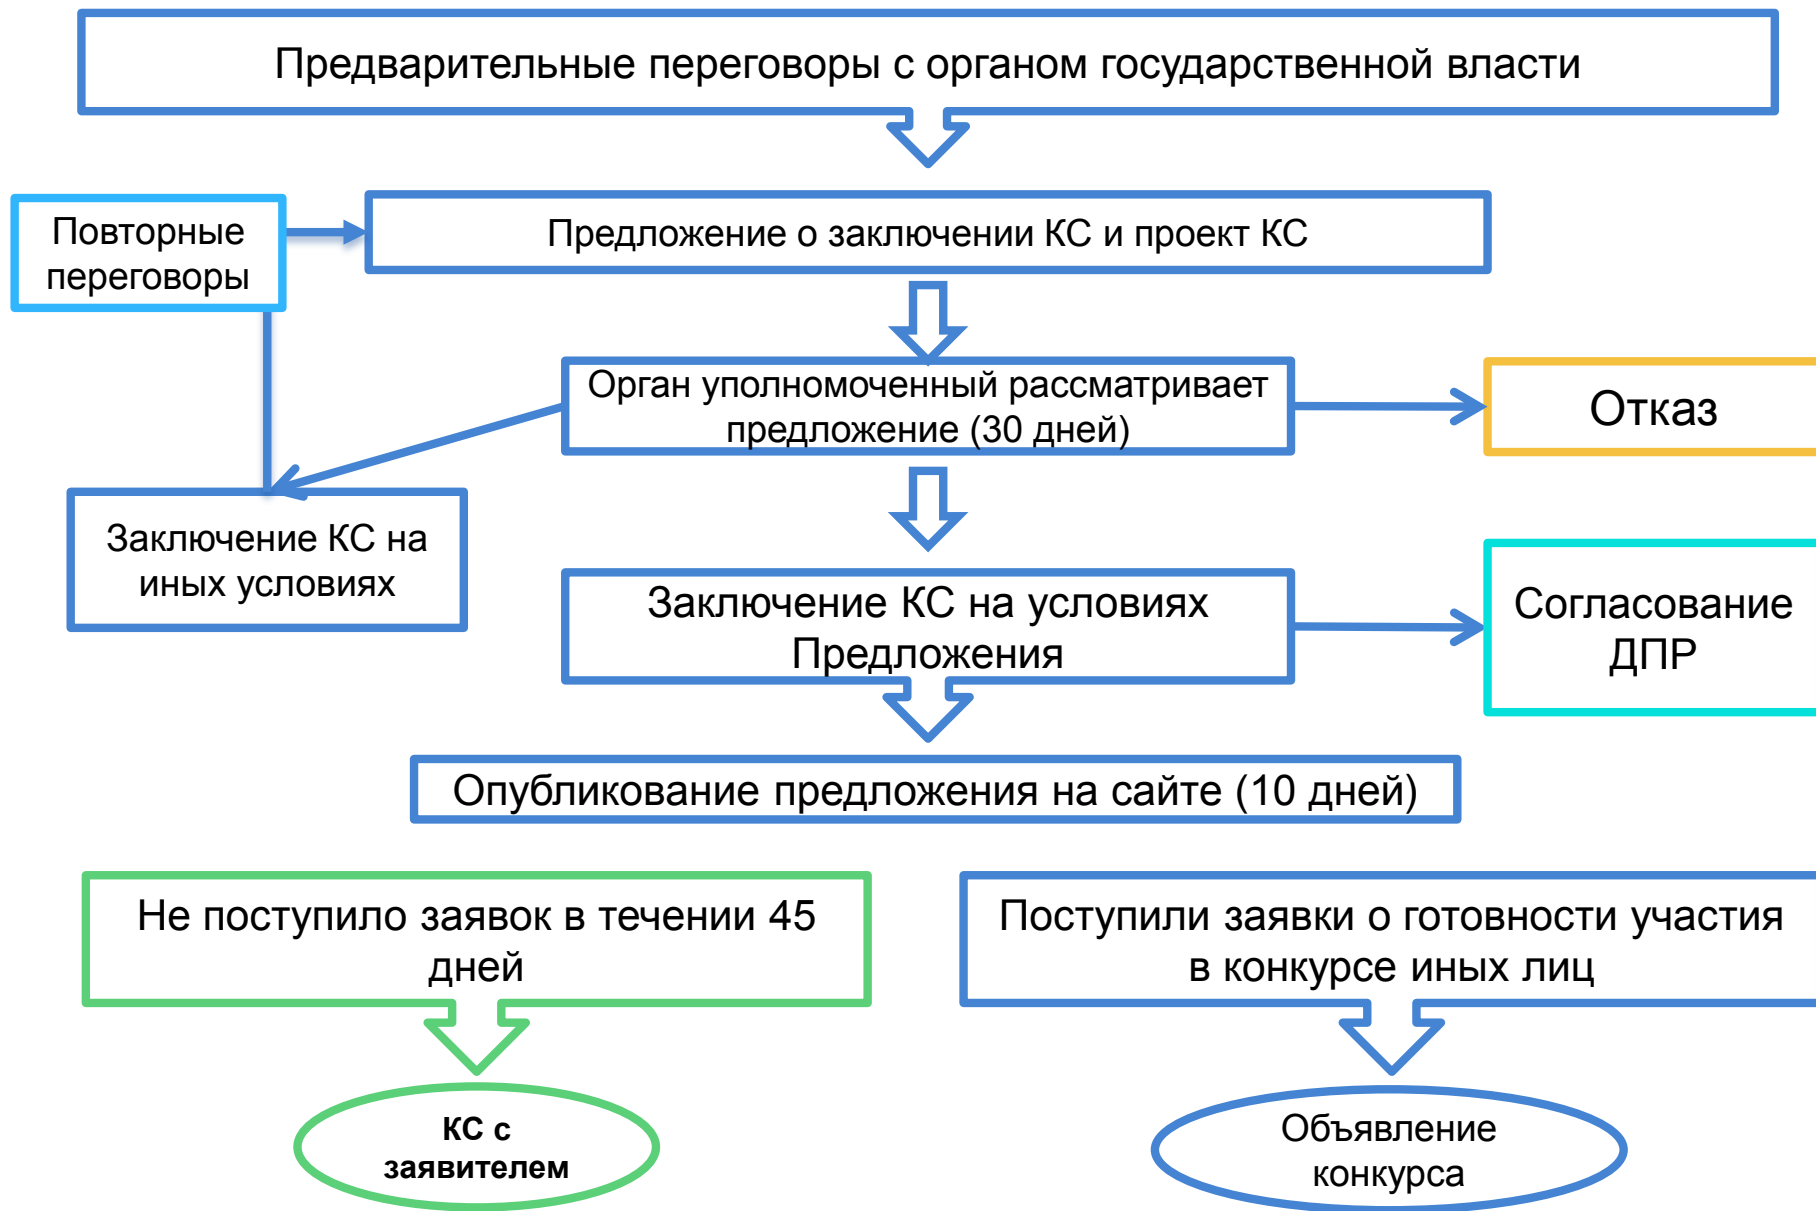 Предварительные переговоры с органом государственной власти
Повторные
переговоры
Предложение о заключении КС и проект КС
Орган уполномоченный рассматривает
предложение (30 дней)
Отказ
Заключение КС на
иных условиях
Заключение КС на условиях
Предложения
Согласование
ДПР
Опубликование предложения на сайте (10 дней)
Не поступило заявок в течении 45
дней
Поступили заявки о готовности участия
в конкурсе иных лиц
КС с
заявителем
Объявление
конкурса